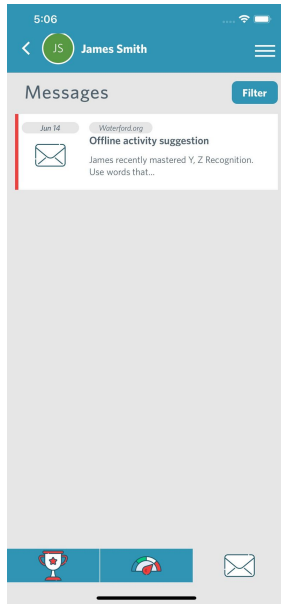 5:06
JS James Smith
Messages
Filter
Jun 14
Waterford.org
Offline activity suggestion
James recently mastered Y, Z Recognition.
Use words that...